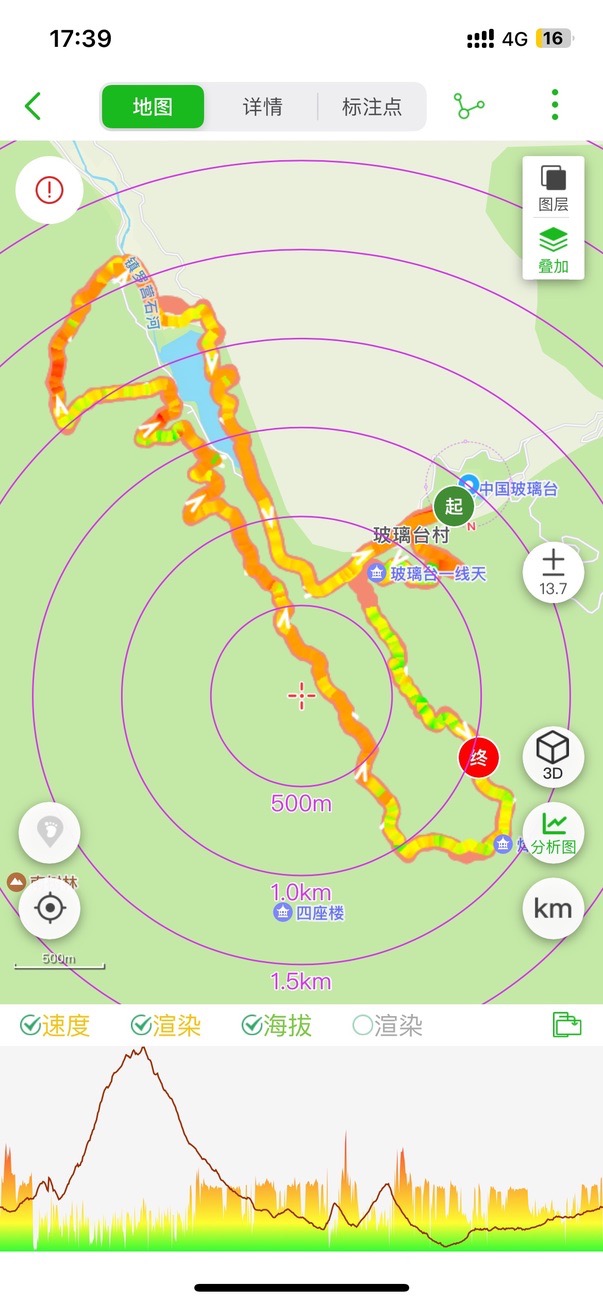 17:39
4G 16
地图 详情 标注点
图层
叠加
镇罗营石河
中国玻璃台
起
N
玻璃台村
玻璃台一线天
13.7
终
3D
500m
分析图
1.0km
四座楼
km
500m
1.5km
速度 渲染 海拔 渲染